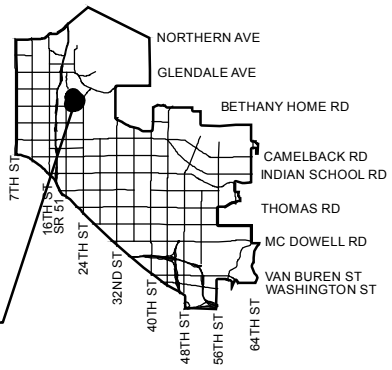 NORTHERN AVE
GLENDALE AVE
BETHANY HOME RD
CAMELBACK RD
INDIAN SCHOOL RD
THOMAS RD
MC DOWELL RD
VAN BUREN ST
WASHINGTON ST
7TH ST
16TH ST
SR 51
24TH ST
32ND ST
40TH ST
48TH ST
56TH ST
64TH ST